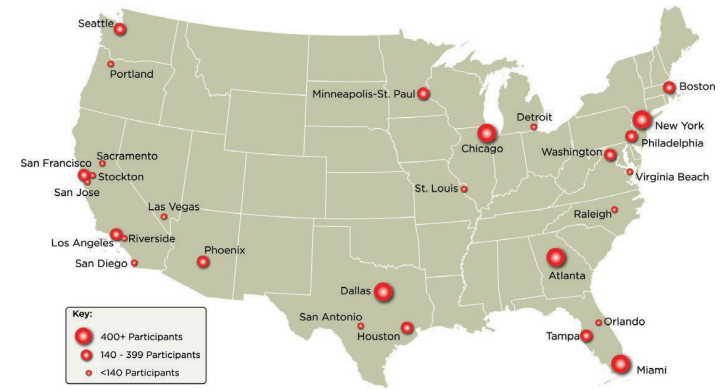 Seattle
Portland
Minneapolis-St. Paul
Boston
Detroit
New York
Chicago
Philadelphia
Washington
San Francisco
Sacramento
Stockton
San Jose
Virginia Beach
St. Louis
Las Vegas
Raleigh
Los Angeles
Riverside
Phoenix
San Diego
Atlanta
Dallas
San Antonio
Houston
Orlando
Tampa
Miami
Key:
400+ Participants
140 - 399 Participants
<140 Participants